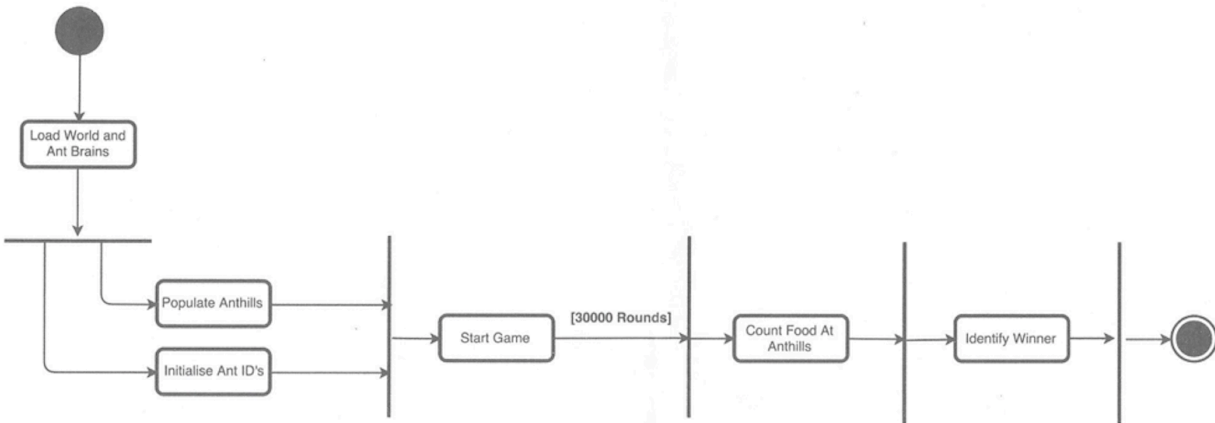 Load World and
Ant Brains
Populate Anthills
Initialise Ant ID's
Start Game
[30000 Rounds]
Count Food At
Anthills
Identify Winner